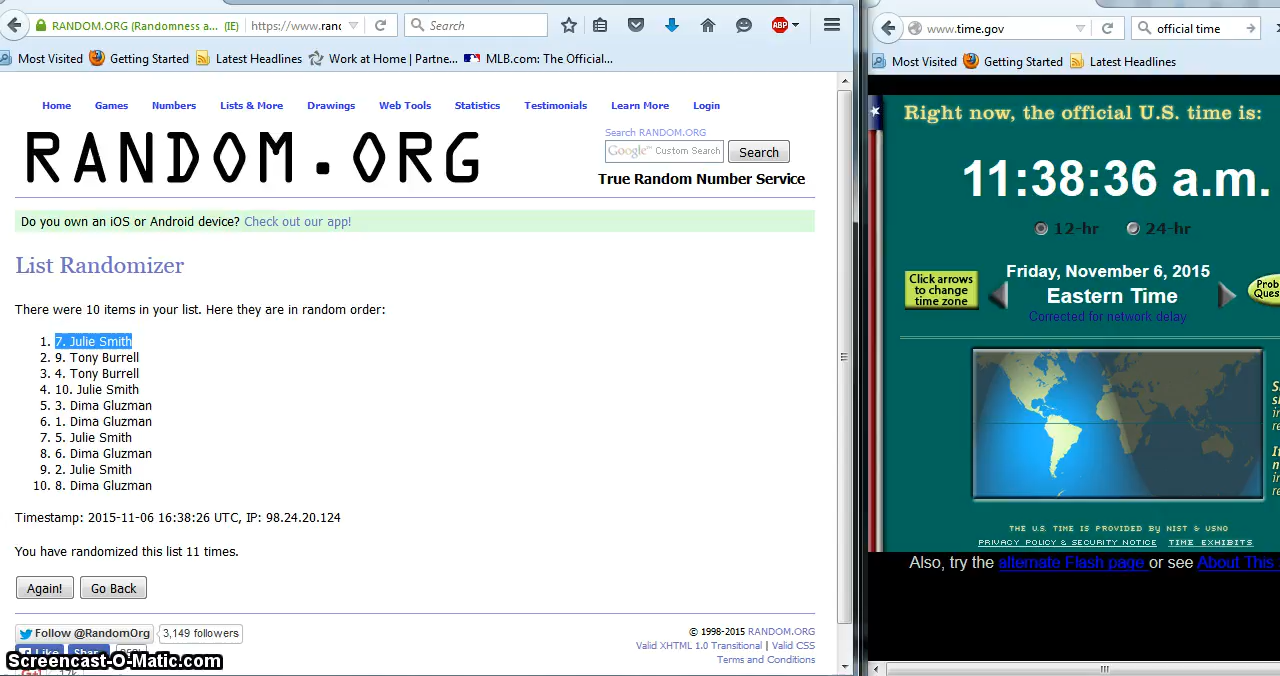 RANDOM.ORG (Randomness a... (IE)
https://www.ran
Search
Most Visited
Getting Started
Latest Headlines
Work at Home | Partne...
MLB.com: The Official...
Home
Games
Numbers
Lists & More
Drawings
Web Tools
Statistics
Testimonials
Learn More
Login
RANDOM.ORG
Search RANDOM.ORG
Google™ Custom Search
Search
True Random Number Service
Do you own an iOS or Android device? Check out our app!
List Randomizer
There were 10 items in your list. Here they are in random order:
1. 7. Julie Smith
2. 9. Tony Burrell
3. 4. Tony Burrell
4. 10. Julie Smith
5. 3. Dima Gluzman
6. 1. Dima Gluzman
7. 5. Julie Smith
8. 6. Dima Gluzman
9. 2. Julie Smith
10. 8. Dima Gluzman
Timestamp: 2015-11-06 16:38:26 UTC, IP: 98.24.20.124
You have randomized this list 11 times.
Again!
Go Back
Follow @RandomOrg
3,149 followers
Like
Share
© 1998-2015 RANDOM.ORG
Valid XHTML 1.0 Transitional | Valid CSS
Terms and Conditions
Screencast-O-Matic.com
ABP
www.time.gov
official time
Most Visited
Getting Started
Latest Headlines
Right now, the official U.S. time is:
11:38:36 a.m.
12-hr
24-hr
Click arrows
to change
time zone
Friday, November 6, 2015
Eastern Time
Corrected for network delay
Prob
Ques
THE U.S. TIME IS PROVIDED BY NIST & USNO
PRIVACY POLICY & SECURITY NOTICE
TIME EXHIBITS
Also, try the alternate Flash page or see About This